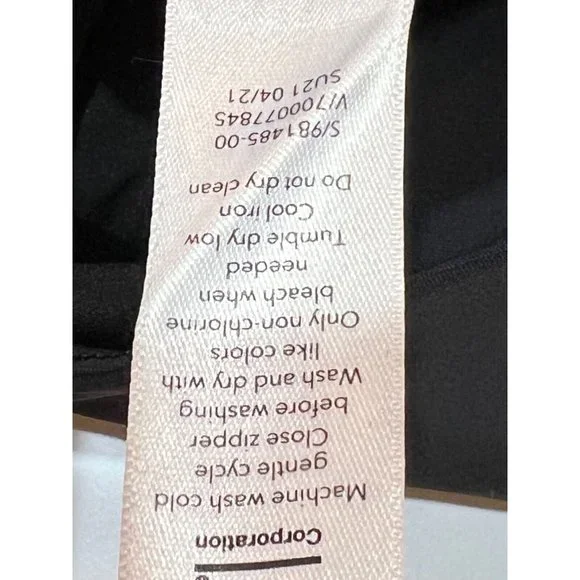 Corporation
Machine wash cold
gentle cycle
Close zipper
before washing
Wash and dry with
like colors
Only non-chlorine
bleach when
needed
Tumble dry low
Cool iron
Do not dry clean
S/981485-00
V/700077845
SU21 04/21